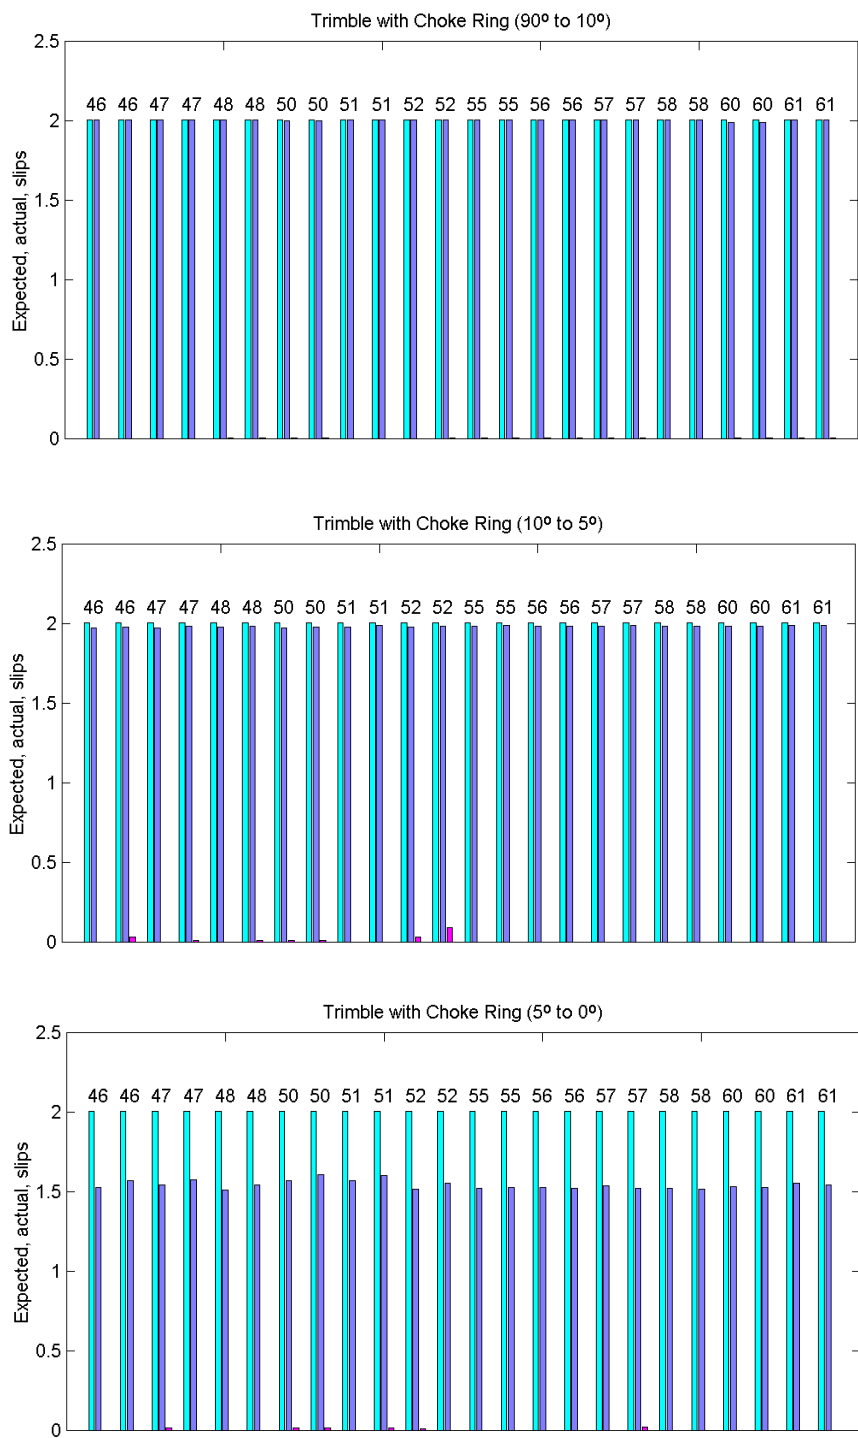 Trimble with Choke Ring (90º to 10º)
2.5
46 46 47 47 48 48 50 50 51 51 52 52 55 55 56 56 57 57 58 58 60 60 61 61
2
1.5
Expected, actual, slips
1
0.5
0
Trimble with Choke Ring (10º to 5º)
2.5
46 46 47 47 48 48 50 50 51 51 52 52 55 55 56 56 57 57 58 58 60 60 61 61
2
1.5
Expected, actual, slips
1
0.5
0
Trimble with Choke Ring (5º to 0º)
2.5
46 46 47 47 48 48 50 50 51 51 52 52 55 55 56 56 57 57 58 58 60 60 61 61
2
1.5
Expected, actual, slips
1
0.5
0